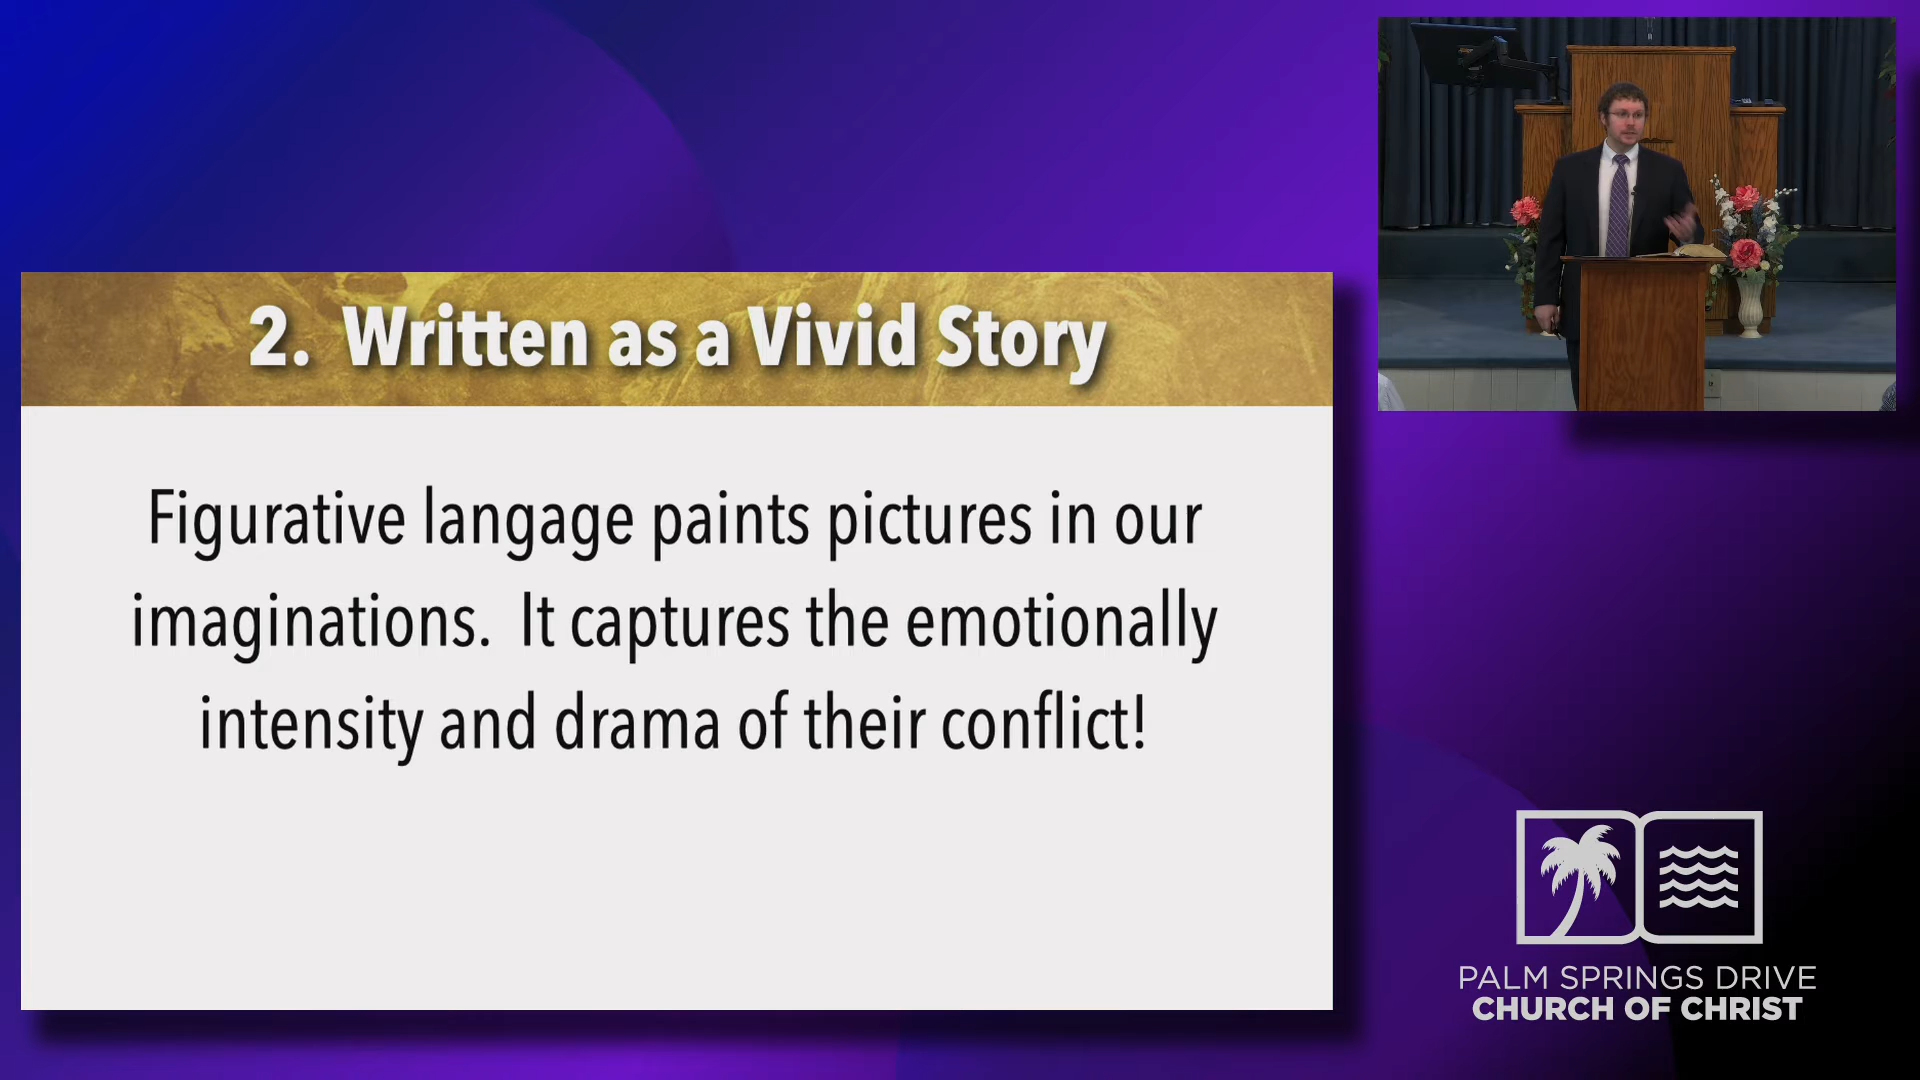 2. Written as a Vivid Story
Figurative langage paints pictures in our
imaginations. It captures the emotionally
intensity and drama of their conflict!
PALM SPRINGS DRIVE
CHURCH OF CHRIST